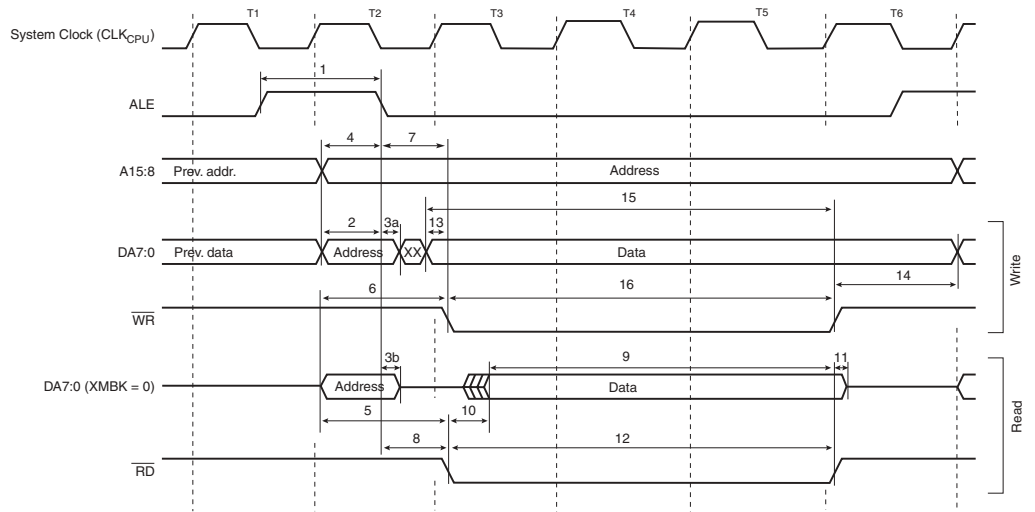 T1 T2 T3 T4 T5 T6
System Clock (CLKCPU)
1
ALE
4 7
A15:8 Prev. addr. Address
15
2 3a 13
DA7:0 Prev. data Address XX Data
14
6 16
WR
Write
3b 9 11
DA7:0 (XMBK = 0) Address Data
5 10
8 12
RD
Read